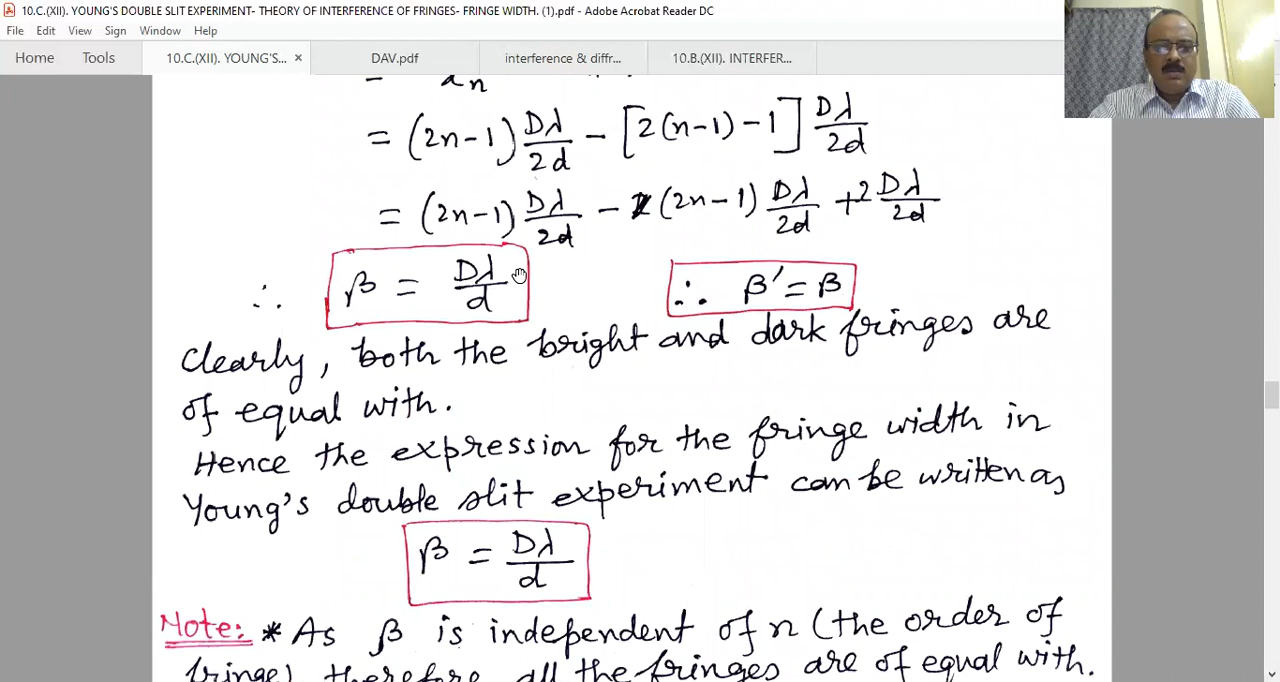 10.C.(XII). YOUNG'S DOUBLE SLIT EXPERIMENT- THEORY OF INTERFERENCE OF FRINGES- FRINGE WIDTH. (1).pdf - Adobe Acrobat Reader DC
File Edit View Sign Window Help
Home Tools 10.C.(XII). YOUNG'S... × DAV.pdf interference & diffr... 10.B.(XII). INTERFER...
= (2n-1) Dλ/2d - [2(n-1)-1] Dλ/2d
= (2n-1) Dλ/2d - (2n-1) Dλ/2d + 2Dλ/2d
∴ β = Dλ/d ∴ β' = β
Clearly, both the bright and dark fringes are
of equal with.
Hence the expression for the fringe width in
Young's double slit experiment can be written as
β = Dλ/d
Note: * As β is independent of n (the order of
fringe) therefore all the fringes are of equal with.